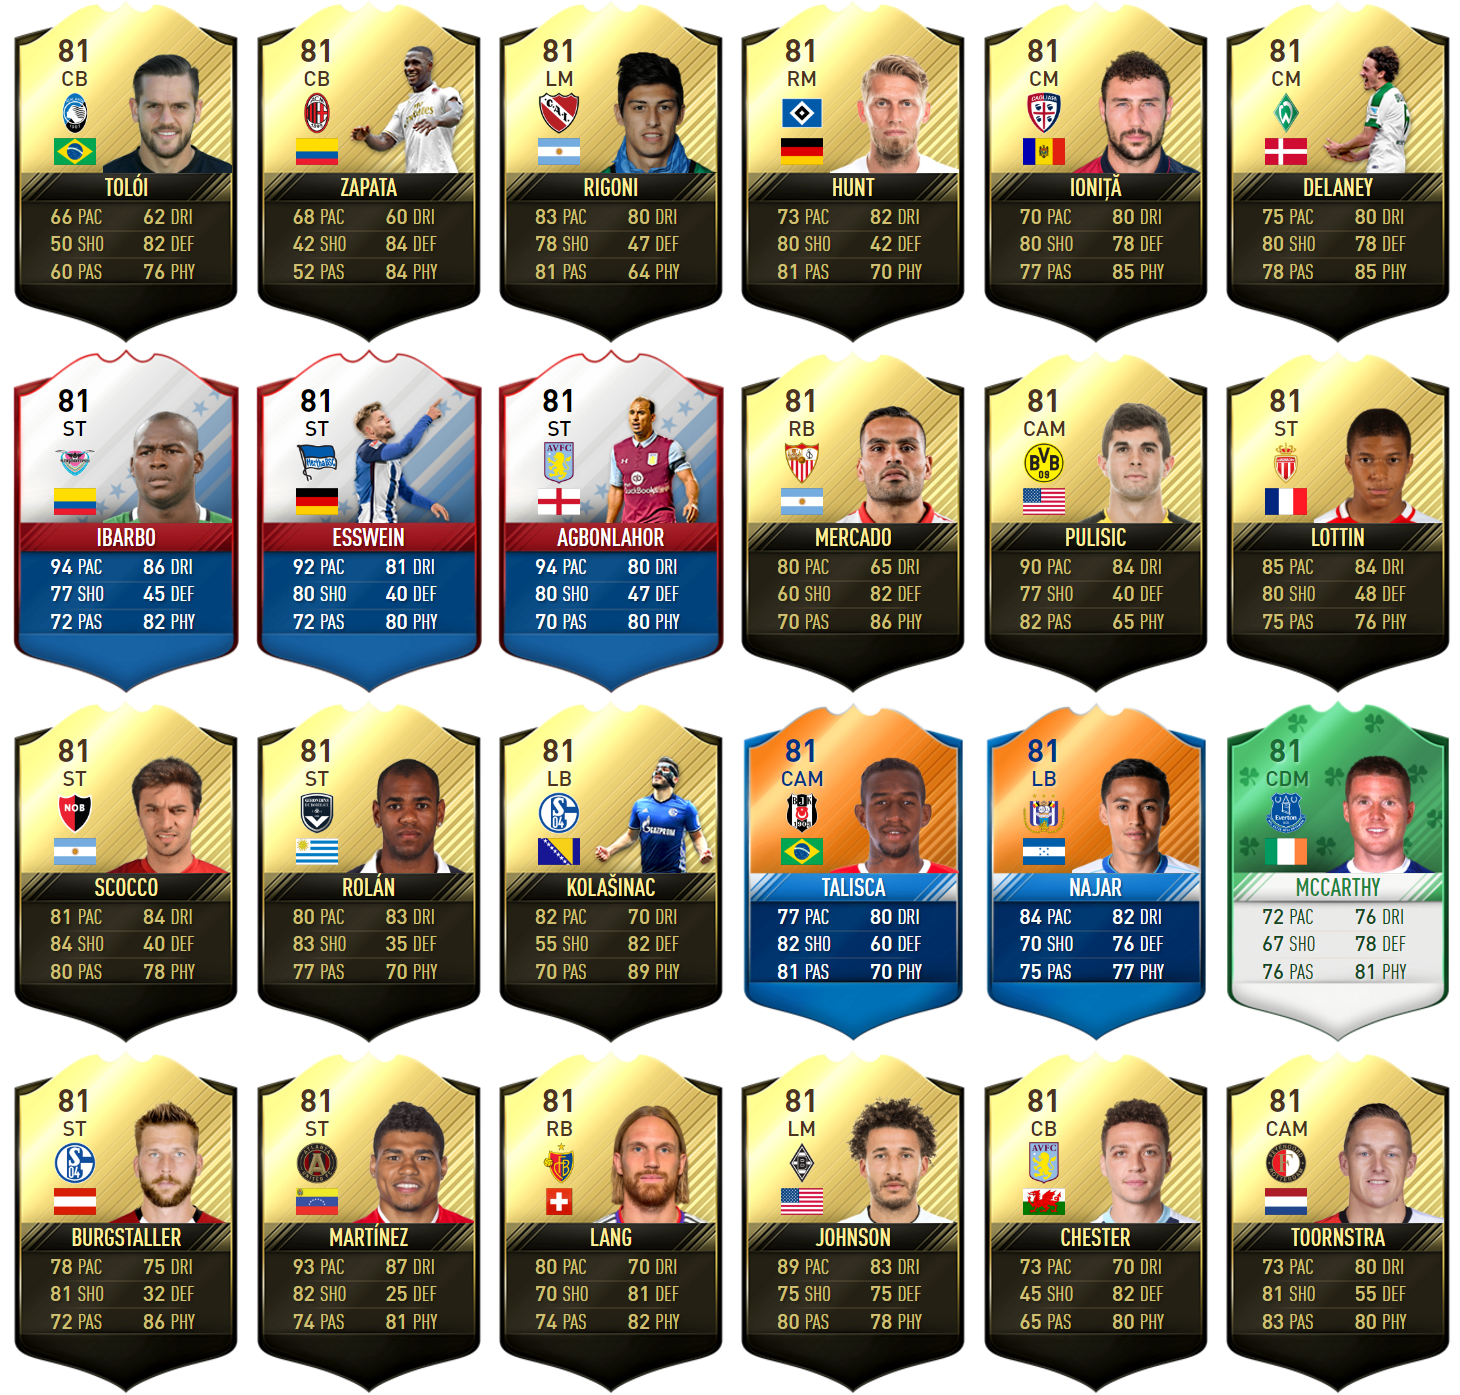 81
CB
TOLÓI
66 PAC 62 DRI
50 SHO 82 DEF
60 PAS 76 PHY
81
CB
ZAPATA
68 PAC 60 DRI
42 SHO 84 DEF
52 PAS 84 PHY
81
LM
C.A.I.
RIGONI
83 PAC 80 DRI
78 SHO 47 DEF
81 PAS 64 PHY
81
RM
HUNT
73 PAC 82 DRI
80 SHO 42 DEF
81 PAS 70 PHY
81
CM
CAGLIARI
IONIȚĂ
70 PAC 80 DRI
80 SHO 78 DEF
77 PAS 85 PHY
81
CM
W
DELANEY
75 PAC 80 DRI
80 SHO 78 DEF
78 PAS 85 PHY
81
ST
IBARBO
94 PAC 86 DRI
77 SHO 45 DEF
72 PAS 82 PHY
81
ST
Hertha BSC
ESSWEIN
92 PAC 81 DRI
80 SHO 40 DEF
72 PAS 80 PHY
81
ST
AVFC
AGBONLAHOR
94 PAC 80 DRI
80 SHO 47 DEF
70 PAS 80 PHY
81
RB
MERCADO
80 PAC 65 DRI
60 SHO 82 DEF
70 PAS 86 PHY
81
CAM
BVB
09
PULISIC
90 PAC 84 DRI
77 SHO 40 DEF
82 PAS 65 PHY
81
ST
LOTTIN
85 PAC 84 DRI
80 SHO 48 DEF
75 PAS 76 PHY
81
ST
NOB
SCOCCO
81 PAC 84 DRI
84 SHO 40 DEF
80 PAS 78 PHY
81
ST
ROLÁN
80 PAC 83 DRI
83 SHO 35 DEF
77 PAS 70 PHY
81
LB
S
04
GAZPROM
KOLAŠINAC
82 PAC 70 DRI
55 SHO 82 DEF
70 PAS 89 PHY
81
CAM
BJK
1903
TALISCA
77 PAC 80 DRI
82 SHO 60 DEF
81 PAS 70 PHY
81
LB
NAJAR
84 PAC 82 DRI
70 SHO 76 DEF
75 PAS 77 PHY
81
CDM
Everton
MCCARTHY
72 PAC 76 DRI
67 SHO 78 DEF
76 PAS 81 PHY
81
ST
S
04
BURGSTALLER
78 PAC 75 DRI
81 SHO 32 DEF
72 PAS 86 PHY
81
ST
A
MARTÍNEZ
93 PAC 87 DRI
82 SHO 25 DEF
74 PAS 81 PHY
81
RB
FCB
LANG
80 PAC 70 DRI
70 SHO 81 DEF
74 PAS 82 PHY
81
LM
B
JOHNSON
89 PAC 83 DRI
75 SHO 75 DEF
80 PAS 78 PHY
81
CB
AVFC
CHESTER
73 PAC 70 DRI
45 SHO 82 DEF
65 PAS 80 PHY
81
CAM
F
TOORNSTRA
73 PAC 80 DRI
81 SHO 55 DEF
83 PAS 80 PHY